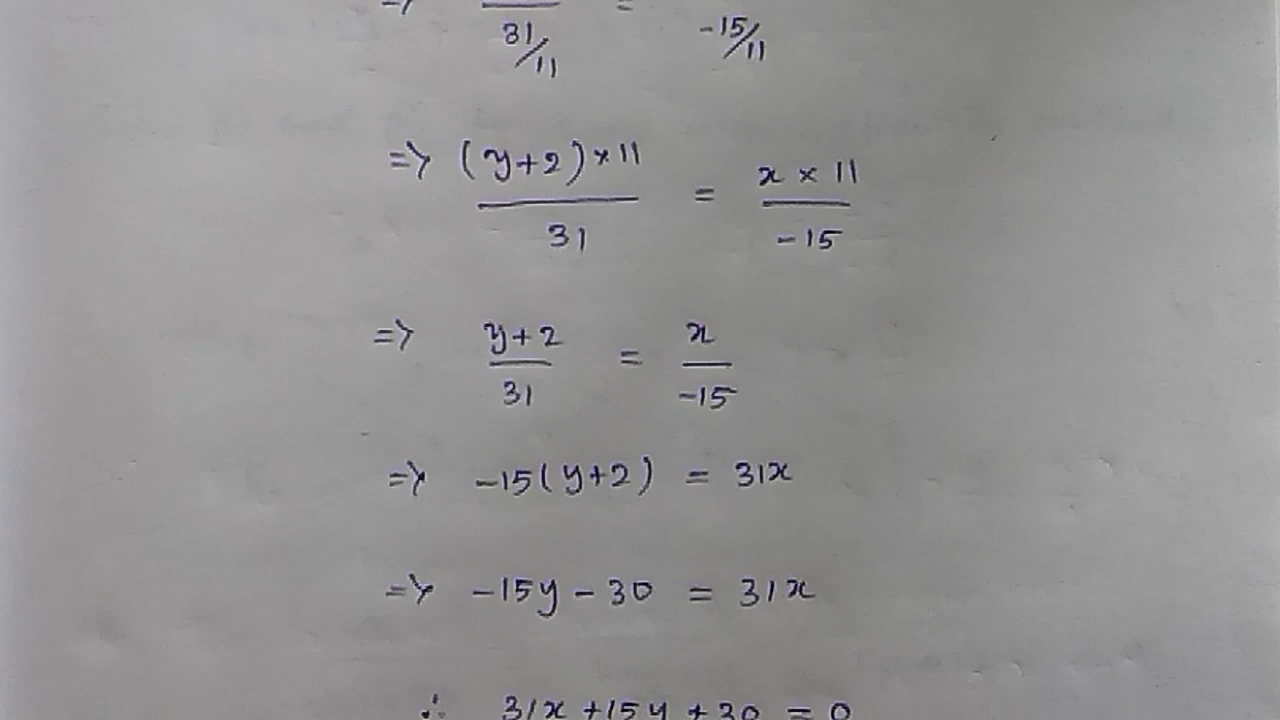 => ——— =
31/11 -15/11
=> (y+2)×11 / 31 = x × 11 / -15
=> y+2 / 31 = x / -15
=> -15(y+2) = 31x
=> -15y - 30 = 31x
∴ 31x +15y +30 = 0